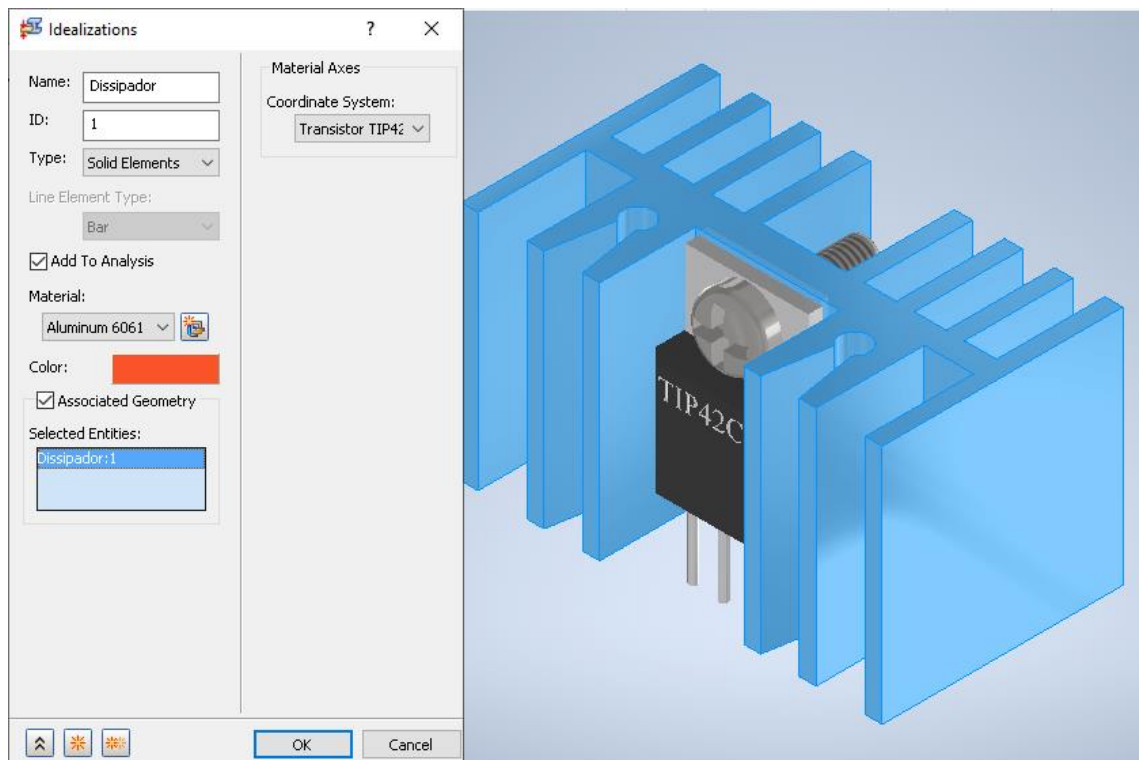 Idealizations
?
Name:
Dissipador
ID:
1
Type:
Solid Elements
Line Element Type:
Bar
Add To Analysis
Material:
Aluminum 6061
Color:
Associated Geometry
Selected Entities:
Dissipador:1
Material Axes
Coordinate System:
Transistor TIP42
OK
Cancel
TIP42C